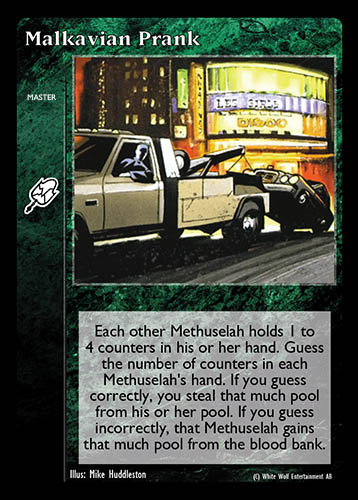 Malkavian Prank
MASTER
Each other Methuselah holds 1 to
4 counters in his or her hand. Guess
the number of counters in each
Methuselah's hand. If you guess
correctly, you steal that much pool
from his or her pool. If you guess
incorrectly, that Methuselah gains
that much pool from the blood bank.
Illus: Mike Huddleston
(C) White Wolf Entertainment AB